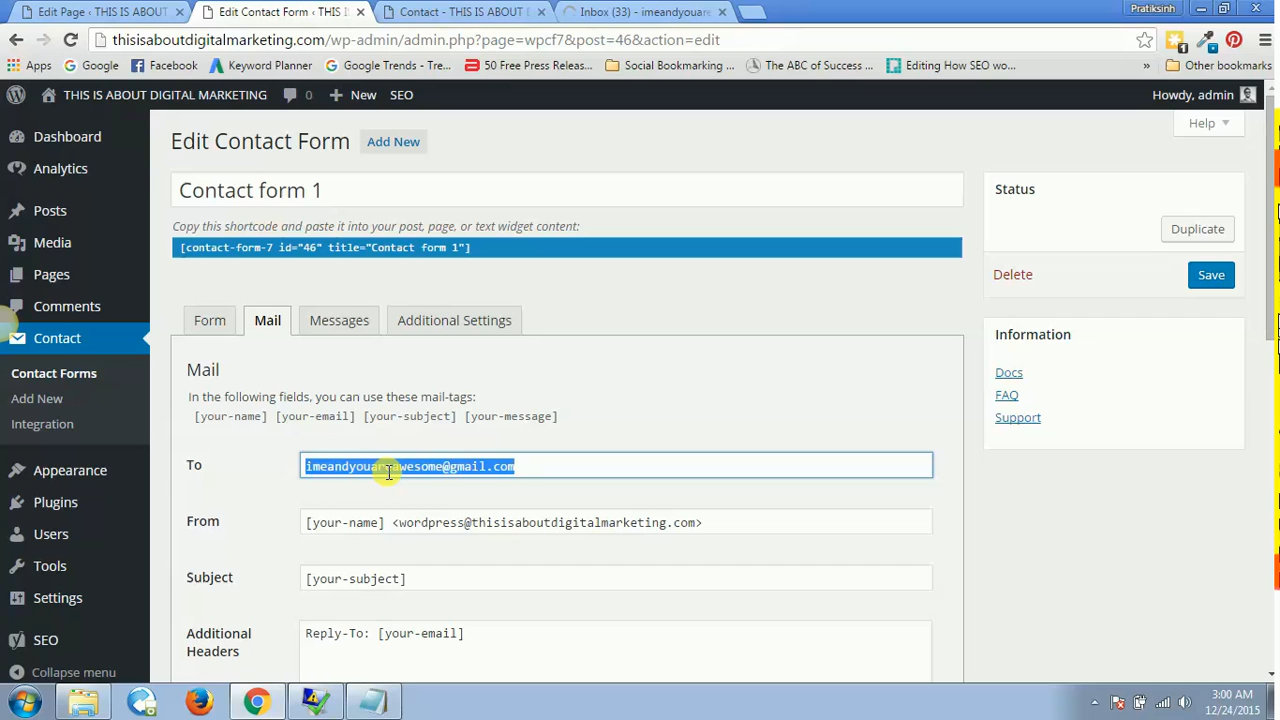 Edit Page ‹ THIS IS ABOUT
Edit Contact Form ‹ THIS I
Contact - THIS IS ABOUT
Inbox (33) - imeandyouare
Pratiksinh
thisisaboutdigitalmarketing.com/wp-admin/admin.php?page=wpcf7&post=46&action=edit
Apps
Google
Facebook
Keyword Planner
Google Trends - Tre...
50 Free Press Releas...
Social Bookmarking ...
The ABC of Success ...
Editing How SEO wo...
»
Other bookmarks
THIS IS ABOUT DIGITAL MARKETING
0
New
SEO
Howdy, admin
Dashboard
Analytics
Posts
Media
Pages
Comments
Contact
Contact Forms
Add New
Integration
Appearance
Plugins
Users
Tools
Settings
SEO
Collapse menu
Help
Edit Contact Form
Add New
Contact form 1
Copy this shortcode and paste it into your post, page, or text widget content:
[contact-form-7 id="46" title="Contact form 1"]
Form
Mail
Messages
Additional Settings
Mail
In the following fields, you can use these mail-tags:
[your-name] [your-email] [your-subject] [your-message]
To
imeandyouareawesome@gmail.com
From
[your-name] <wordpress@thisisaboutdigitalmarketing.com>
Subject
[your-subject]
Additional
Headers
Reply-To: [your-email]
Status
Duplicate
Delete
Save
Information
Docs
FAQ
Support
3:00 AM
12/24/2015